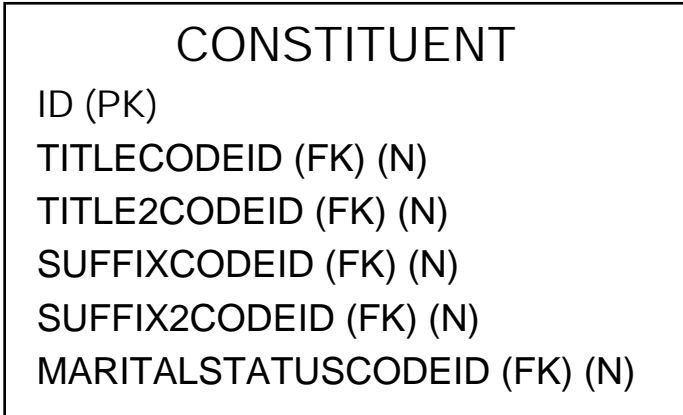 CONSTITUENT
ID (PK)
TITLECODEID (FK) (N)
TITLE2CODEID (FK) (N)
SUFFIXCODEID (FK) (N)
SUFFIX2CODEID (FK) (N)
MARITALSTATUSCODEID (FK) (N)